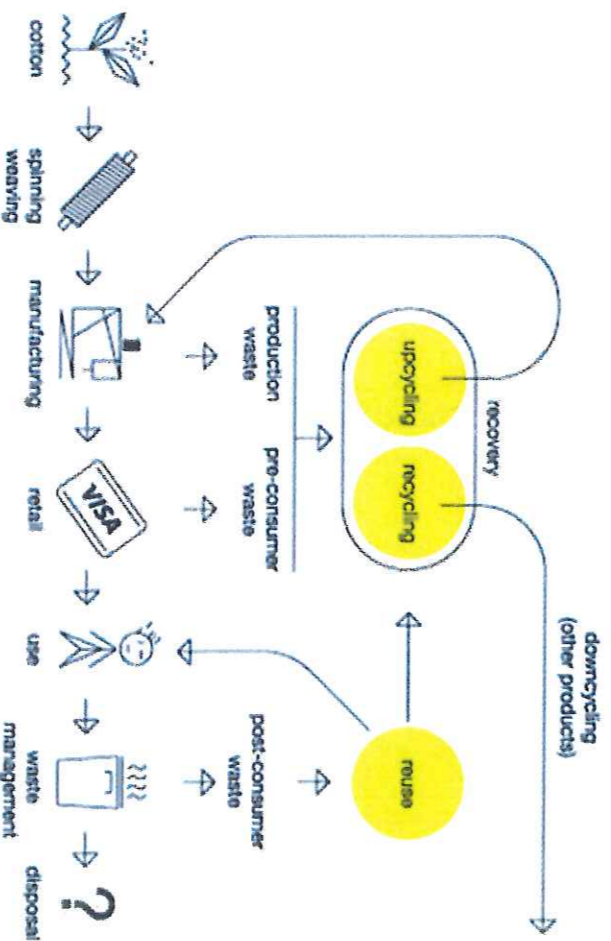 downcycling
(other products)
recovery
upcycling
recycling
reuse
production
waste
pre-consumer
waste
post-consumer
waste
VISA
cotton
spinning
weaving
manufacturing
retail
use
waste
management
disposal
?